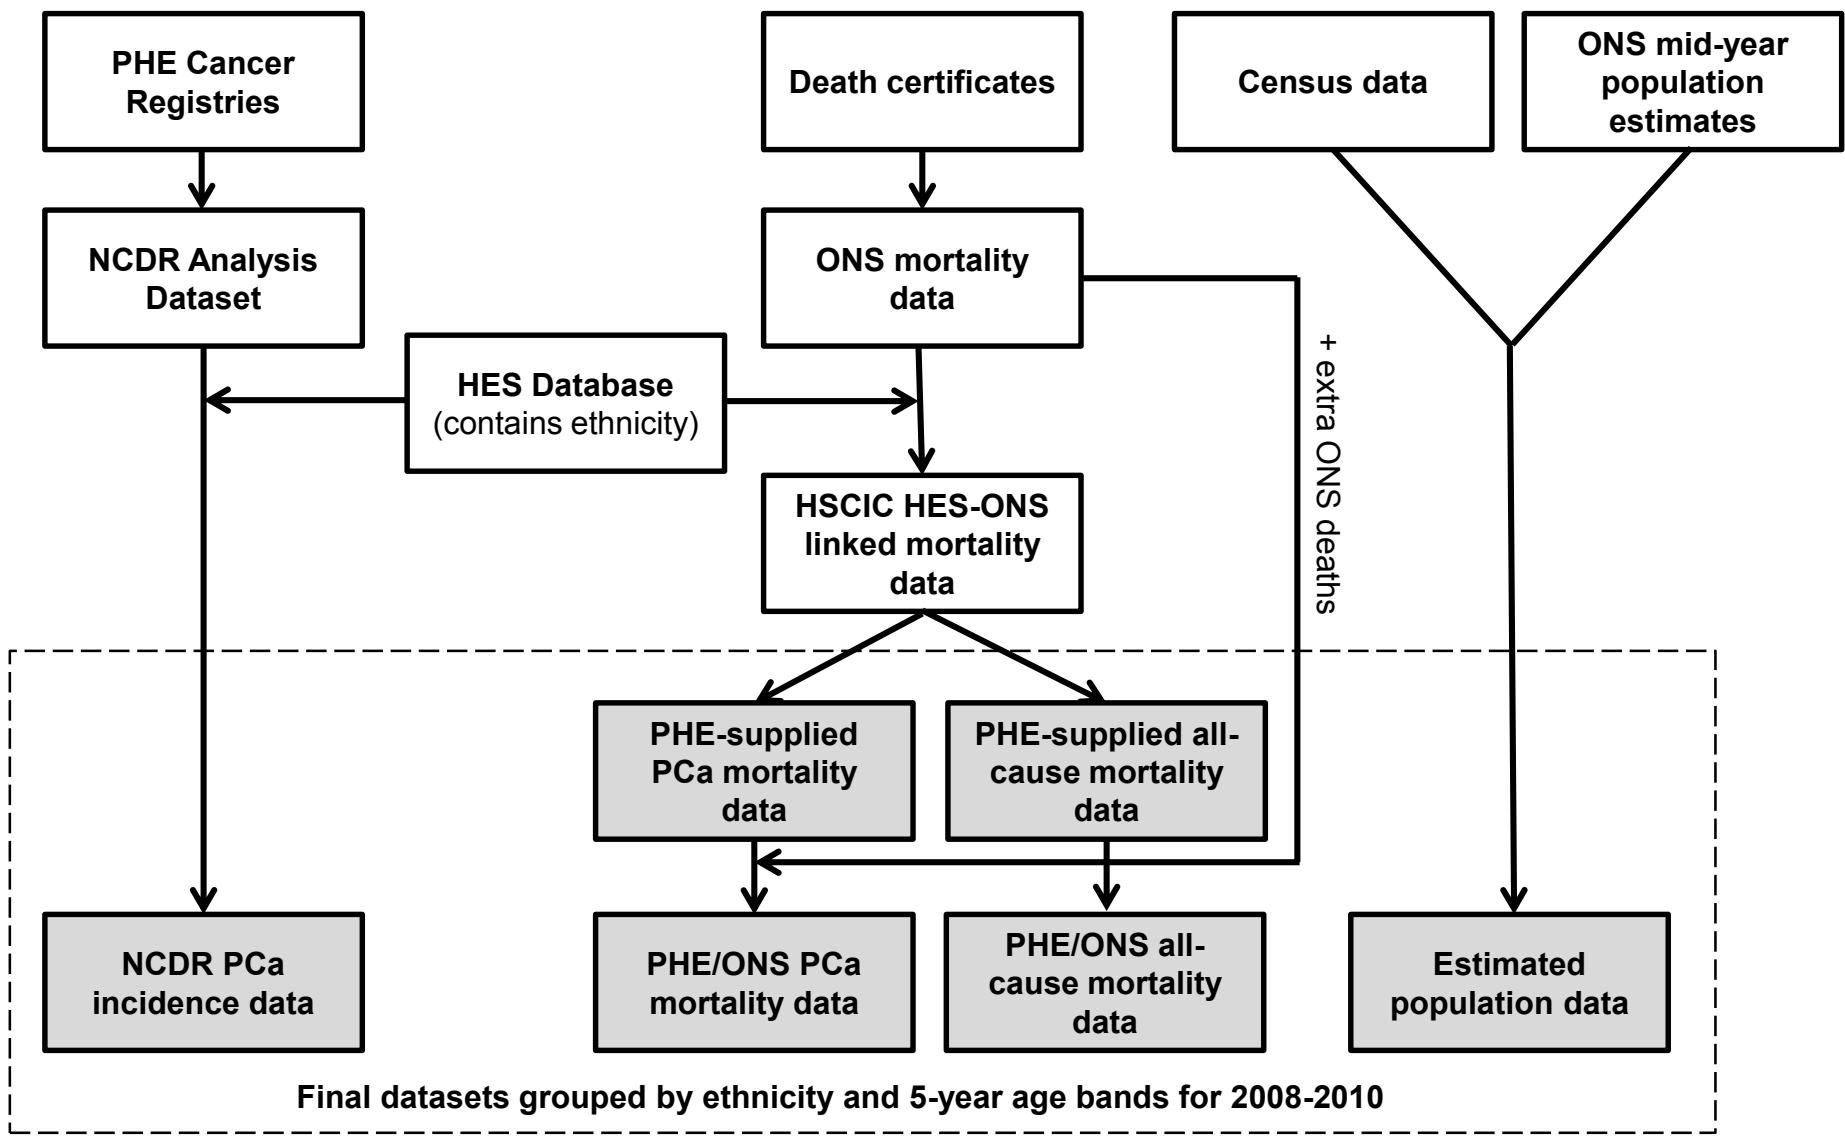 PHE Cancer
Registries
Death certificates
Census data
ONS mid-year
population
estimates
NCDR Analysis
Dataset
ONS mortality
data
HES Database
(contains ethnicity)
+ extra ONS deaths
HSCIC HES-ONS
linked mortality
data
PHE-supplied
PCa mortality
data
PHE-supplied all-
cause mortality
data
NCDR PCa
incidence data
PHE/ONS PCa
mortality data
PHE/ONS all-
cause mortality
data
Estimated
population data
Final datasets grouped by ethnicity and 5-year age bands for 2008-2010